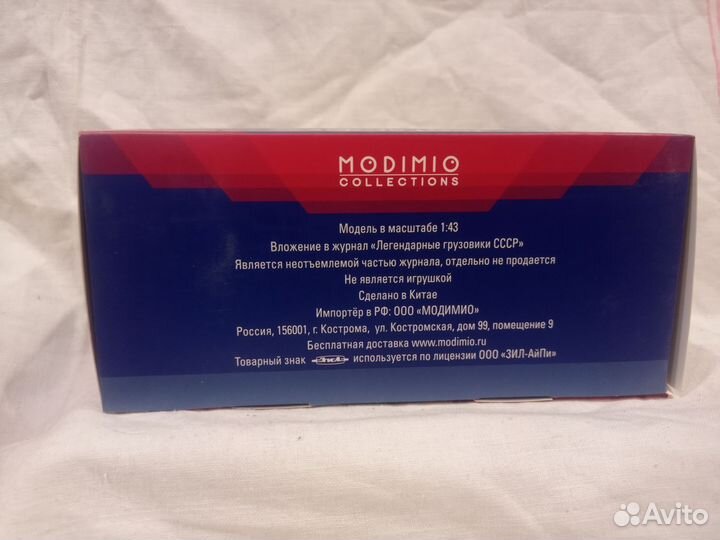 MODIMIO
COLLECTIONS
Модель в масштабе 1:43
Вложение в журнал «Легендарные грузовики СССР»
Является неотъемлемой частью журнала, отдельно не продается
Не является игрушкой
Сделано в Китае
Импортёр в РФ: ООО «МОДИМИО»
Россия, 156001, г. Кострома, ул. Костромская, дом 99, помещение 9
Бесплатная доставка www.modimio.ru
Товарный знак ЗИЛ используется по лицензии ООО «ЗИЛ-АйПи»
Avito